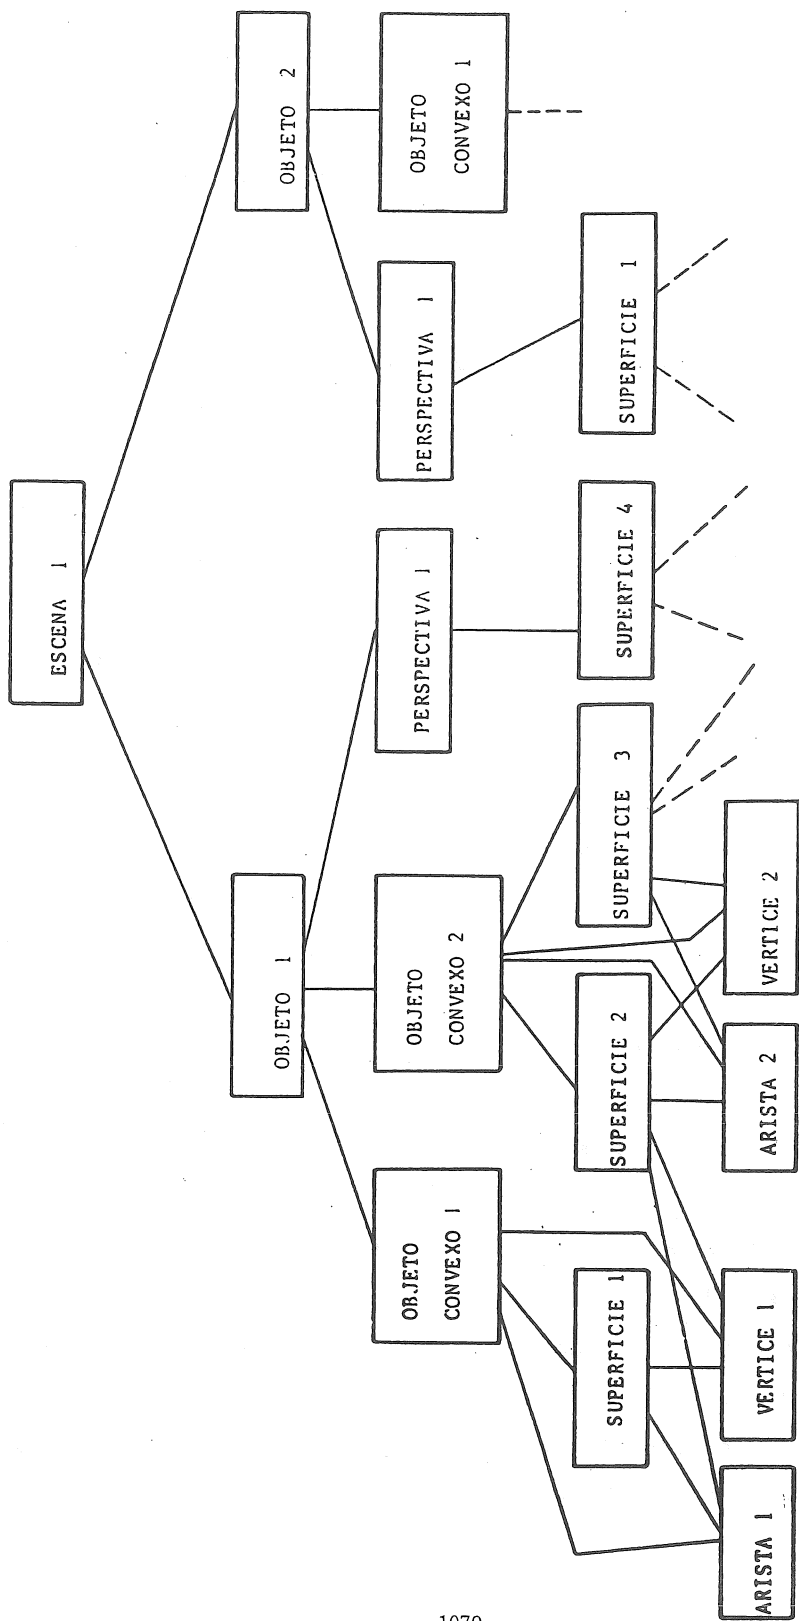 ESCENA 1
OBJETO 1
OBJETO 2
OBJETO
CONVEXO 1
OBJETO
CONVEXO 2
PERSPECTIVA 1
PERSPECTIVA 1
OBJETO
CONVEXO 1
SUPERFICIE 1
SUPERFICIE 2
SUPERFICIE 3
SUPERFICIE 4
SUPERFICIE 1
ARISTA 1
VERTICE 1
ARISTA 2
VERTICE 2